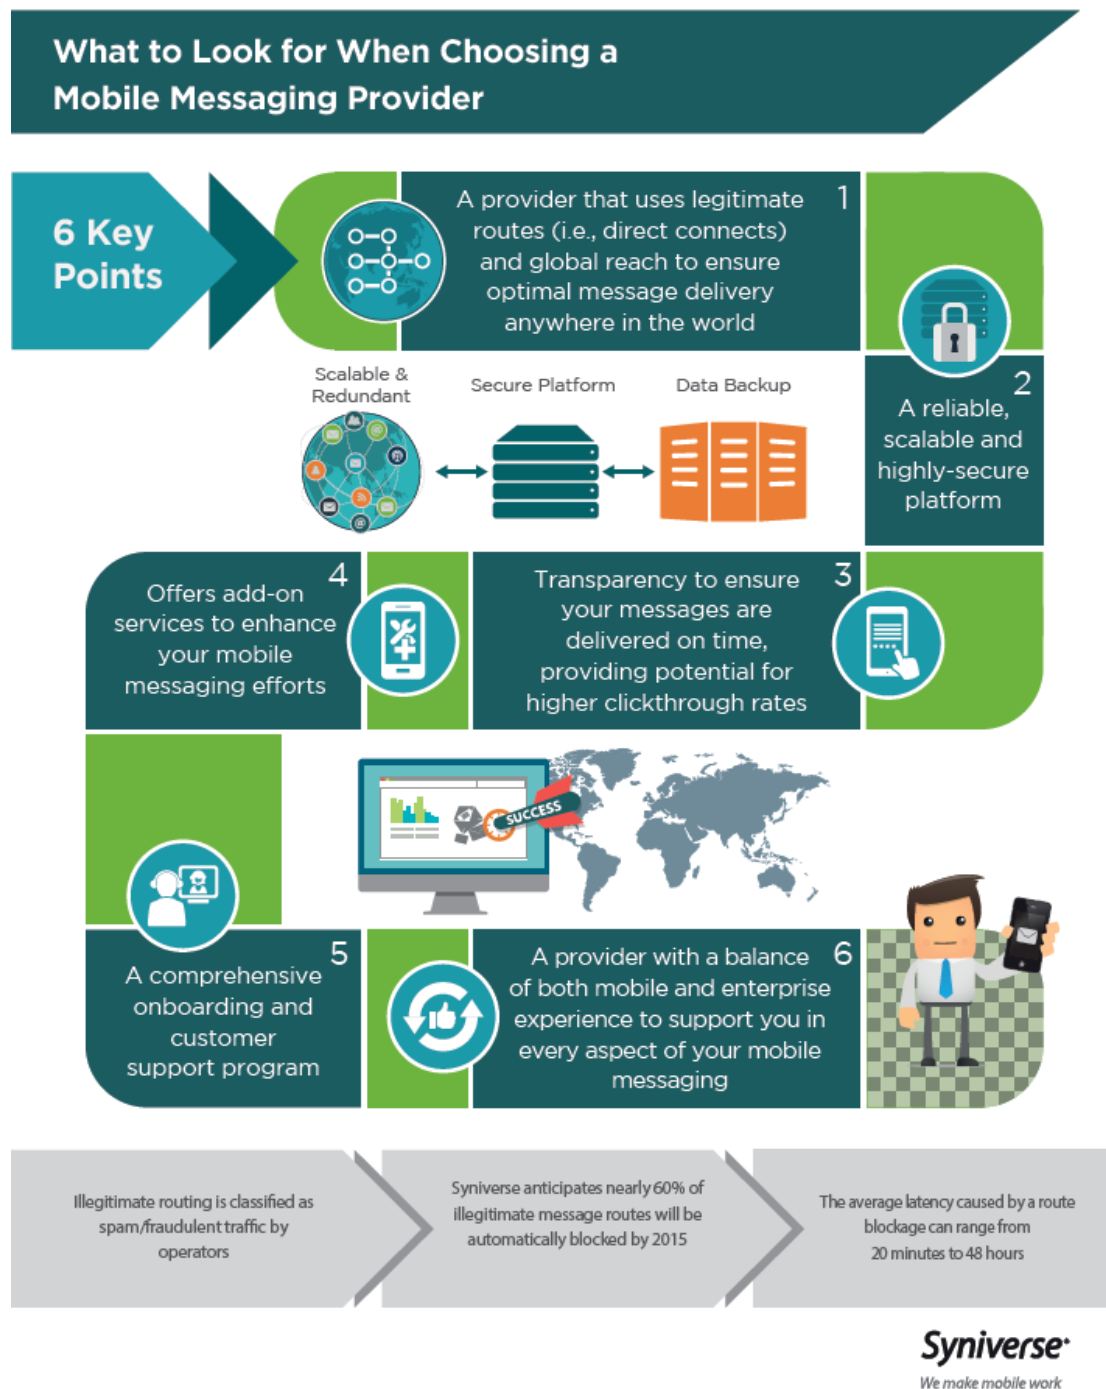 What to Look for When Choosing a
Mobile Messaging Provider
6 Key
Points
1
A provider that uses legitimate
routes (i.e., direct connects)
and global reach to ensure
optimal message delivery
anywhere in the world
2
A reliable,
scalable and
highly-secure
platform
Scalable &
Redundant
Secure Platform
Data Backup
3
Transparency to ensure
your messages are
delivered on time,
providing potential for
higher clickthrough rates
4
Offers add-on
services to enhance
your mobile
messaging efforts
SUCCESS
5
A comprehensive
onboarding and
customer
support program
6
A provider with a balance
of both mobile and enterprise
experience to support you in
every aspect of your mobile
messaging
Illegitimate routing is classified as
spam/fraudulent traffic by
operators
Syniverse anticipates nearly 60% of
illegitimate message routes will be
automatically blocked by 2015
The average latency caused by a route
blockage can range from
20 minutes to 48 hours
Syniverse
We make mobile work